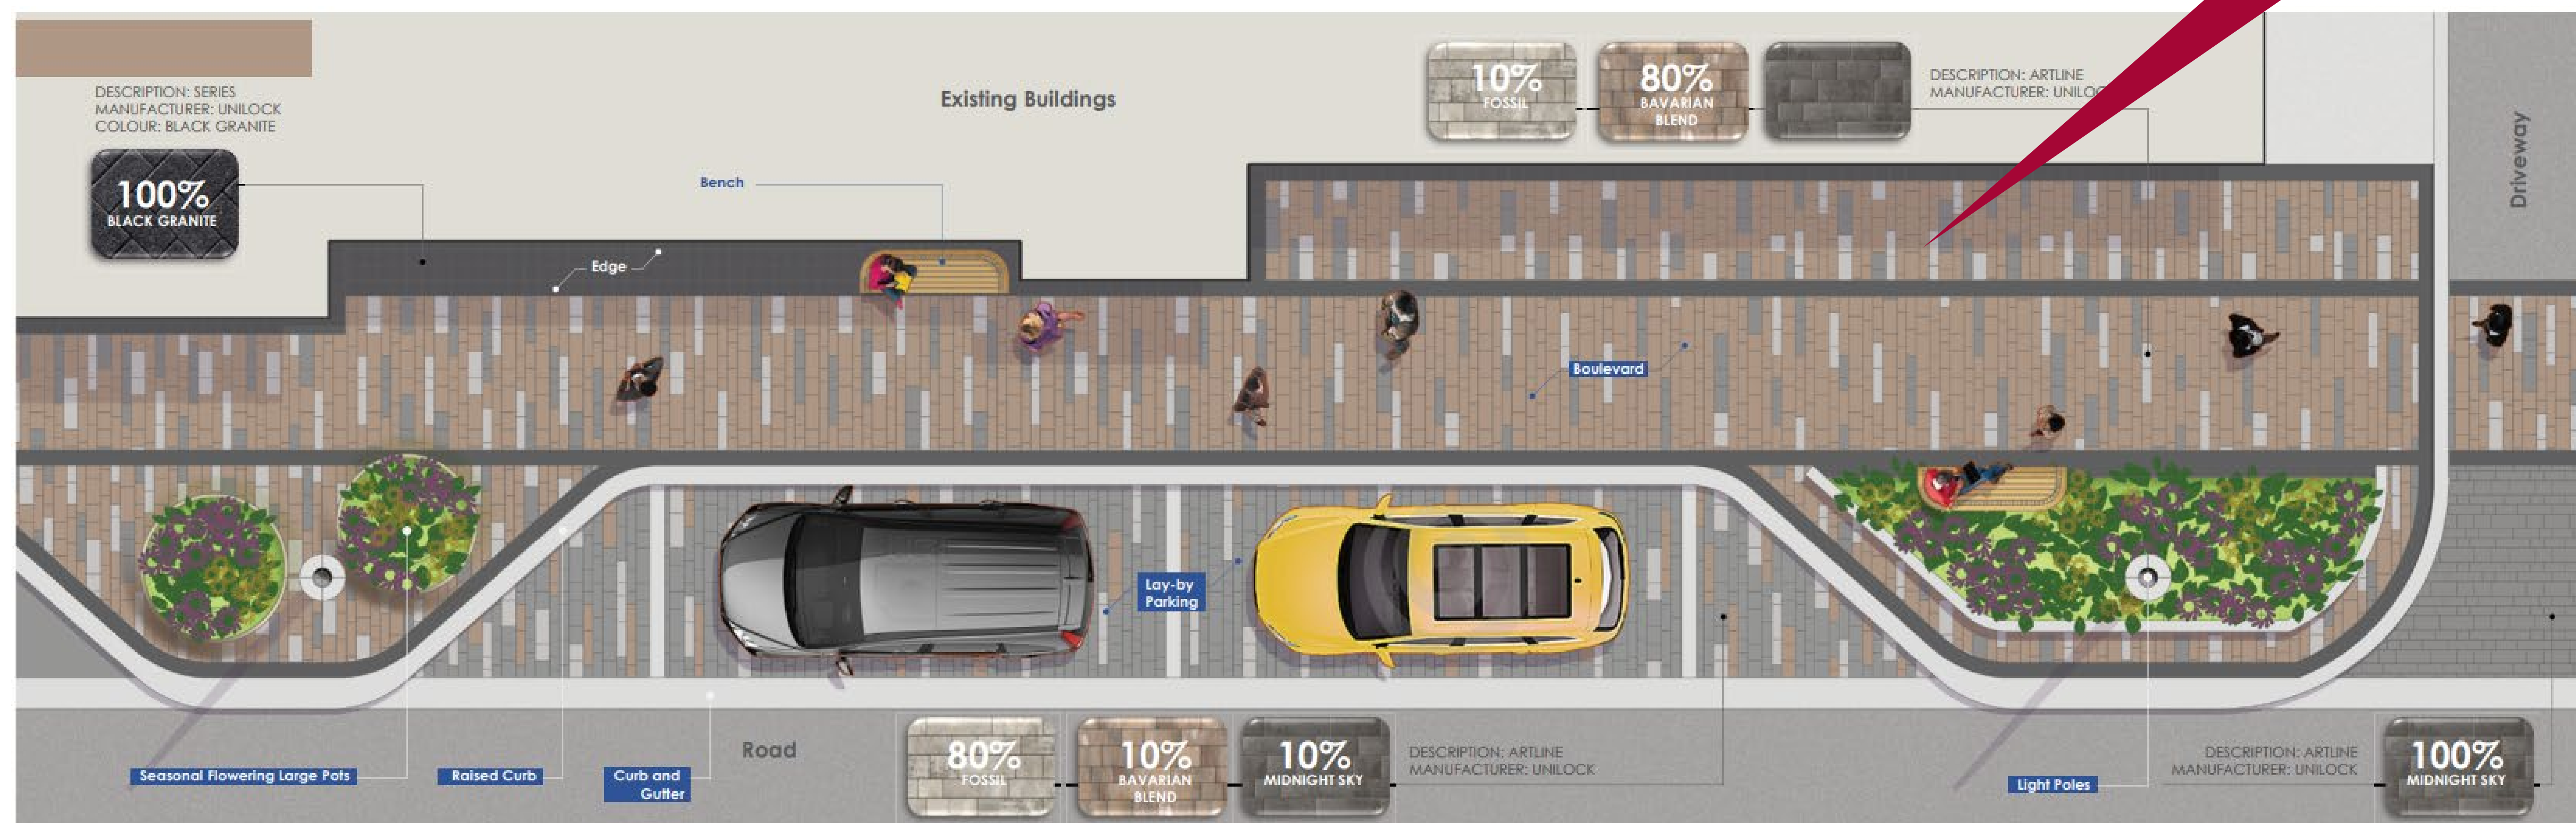 DESCRIPTION: SERIES
MANUFACTURER: UNILOCK
COLOUR: BLACK GRANITE
100%
BLACK GRANITE
Existing Buildings
Bench
Edge
10%
FOSSIL
80%
BAVARIAN
BLEND
DESCRIPTION: ARTLINE
MANUFACTURER:
Driveway
Boulevard
Lay-by
Parking
Seasonal Flowering Large Pots
Raised Curb
Curb and
Gutter
Road
80%
FOSSIL
10%
BAVARIAN
BLEND
10%
MIDNIGHT SKY
DESCRIPTION: ARTLINE
MANUFACTURER: UNILOCK
Light Poles
DESCRIPTION: ARTLINE
MANUFACTURER: UNILOCK
100%
MIDNIGHT SKY